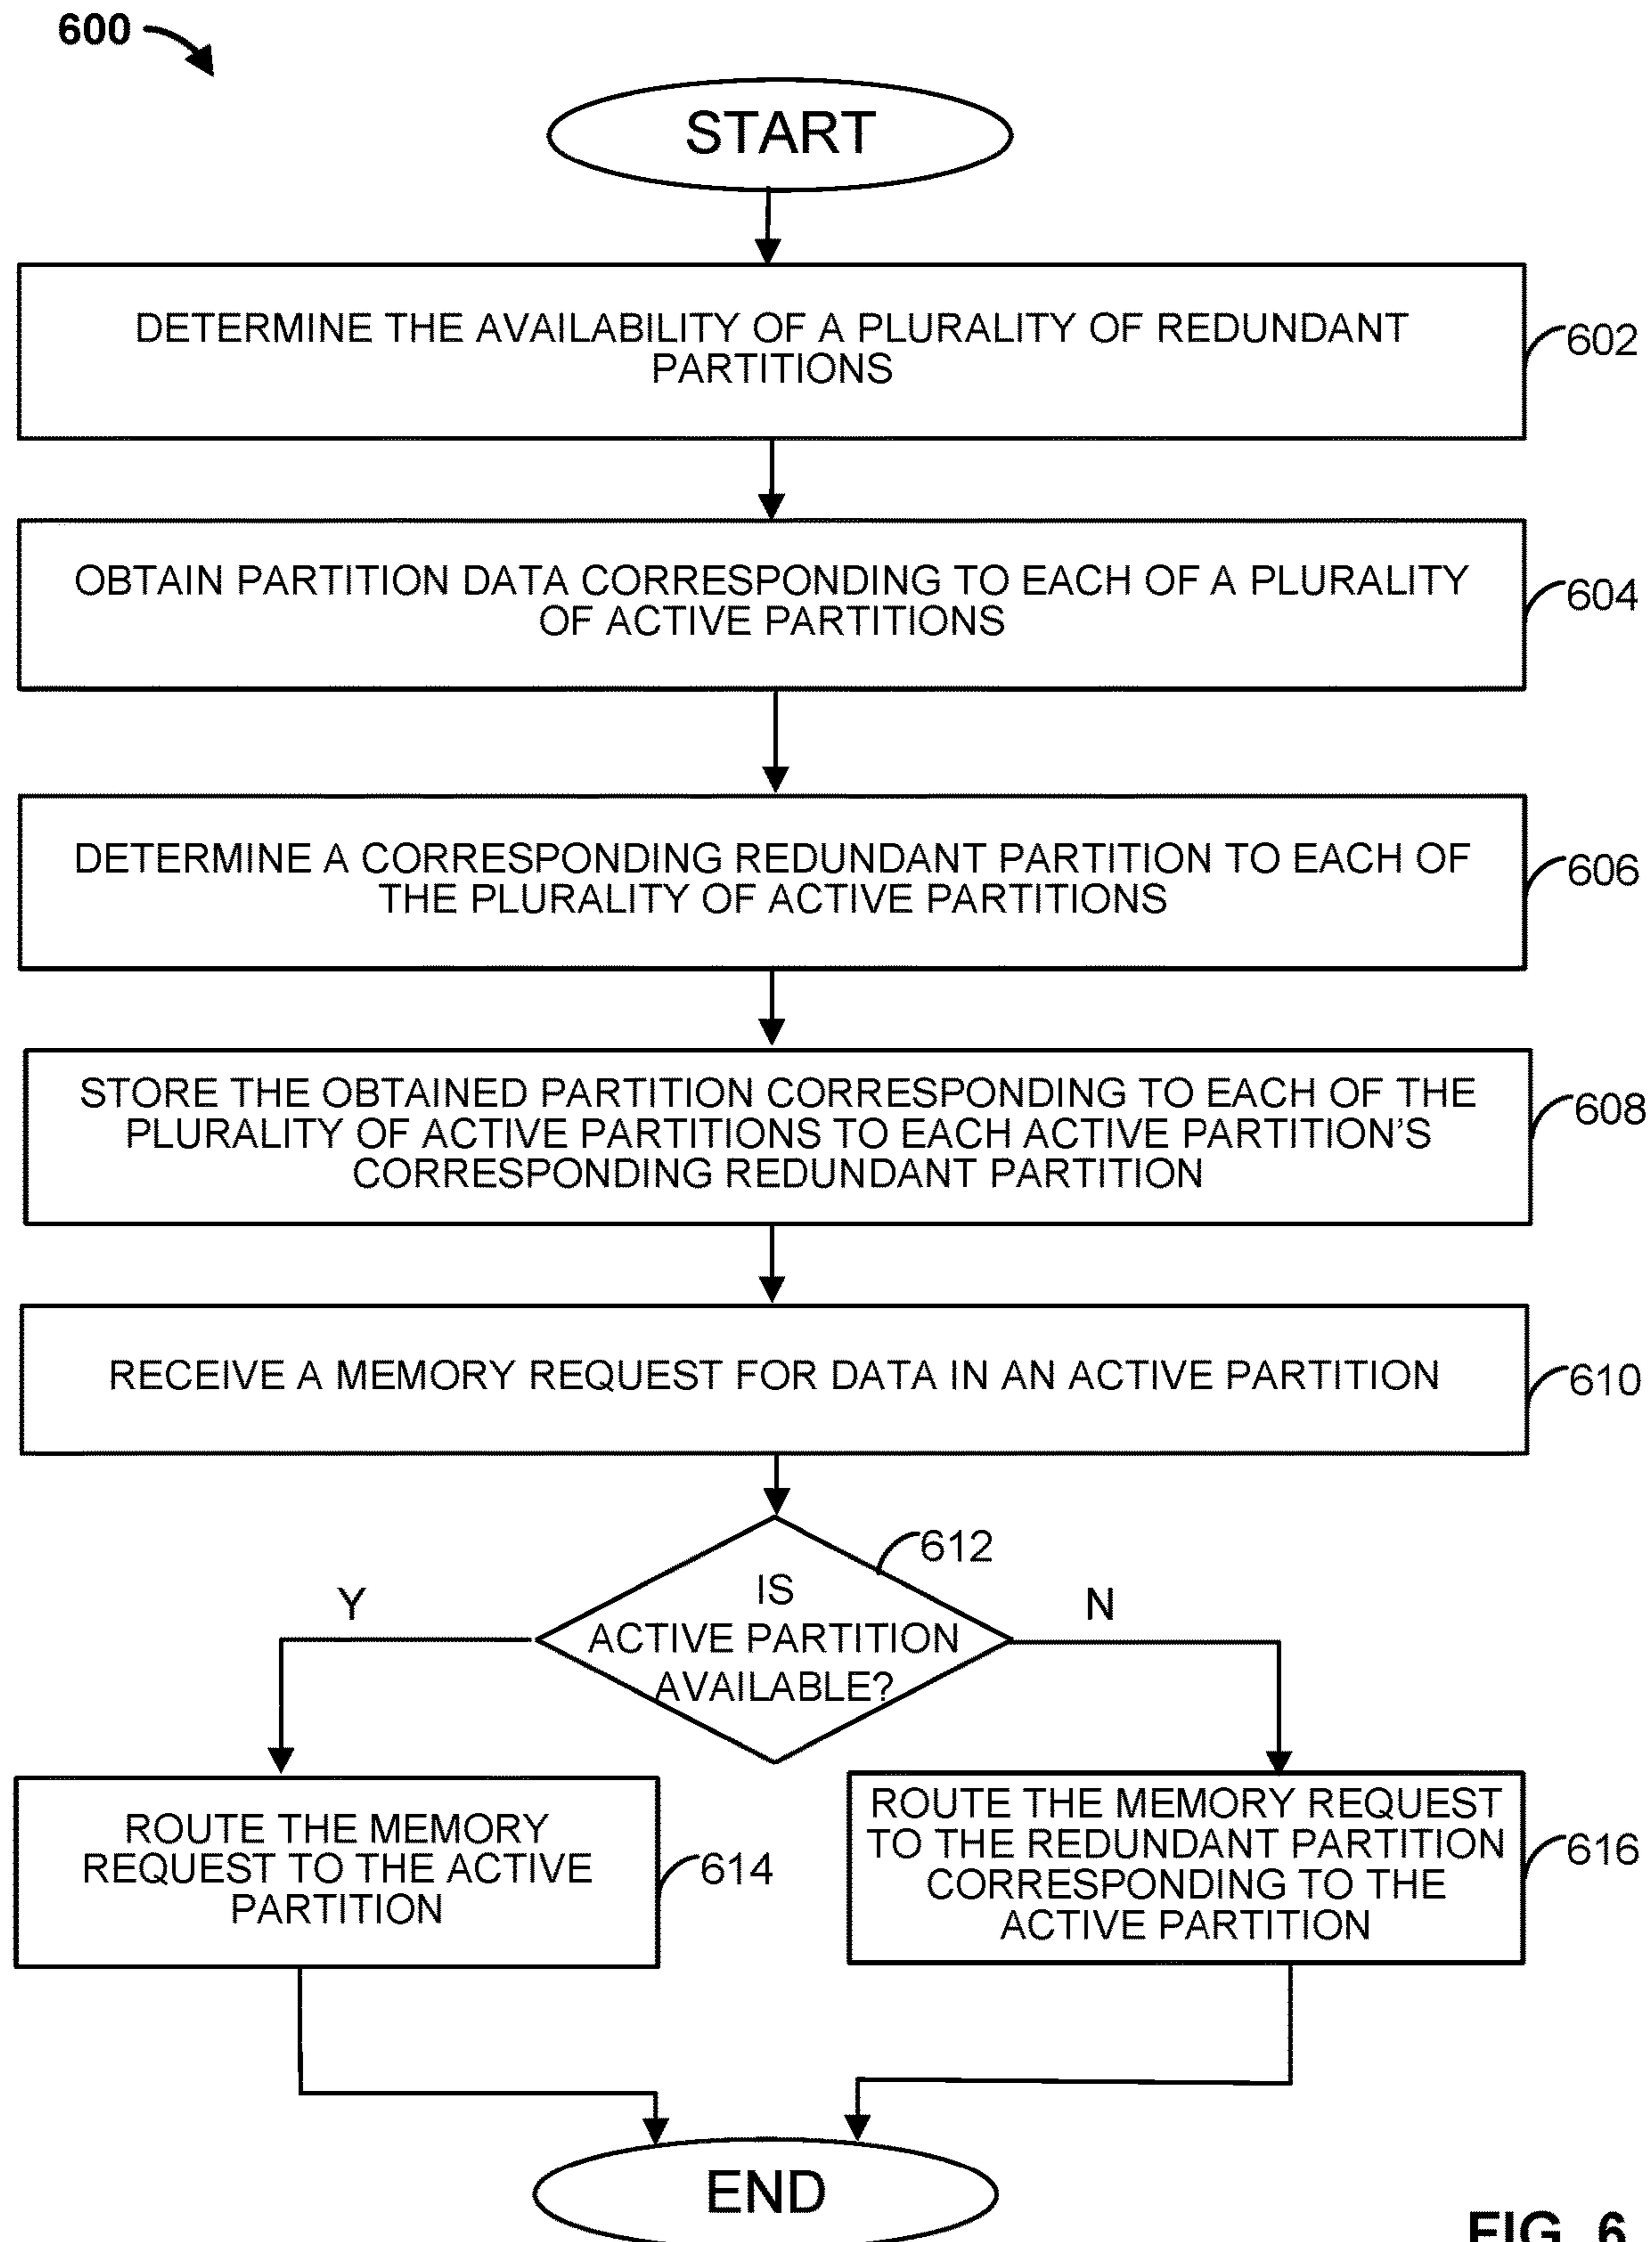 600
START
DETERMINE THE AVAILABILITY OF A PLURALITY OF REDUNDANT
PARTITIONS
602
OBTAIN PARTITION DATA CORRESPONDING TO EACH OF A PLURALITY
OF ACTIVE PARTITIONS
604
DETERMINE A CORRESPONDING REDUNDANT PARTITION TO EACH OF
THE PLURALITY OF ACTIVE PARTITIONS
606
STORE THE OBTAINED PARTITION CORRESPONDING TO EACH OF THE
PLURALITY OF ACTIVE PARTITIONS TO EACH ACTIVE PARTITION'S
CORRESPONDING REDUNDANT PARTITION
608
RECEIVE A MEMORY REQUEST FOR DATA IN AN ACTIVE PARTITION
610
612
IS
ACTIVE PARTITION
AVAILABLE?
Y
N
ROUTE THE MEMORY
REQUEST TO THE ACTIVE
PARTITION
614
ROUTE THE MEMORY REQUEST
TO THE REDUNDANT PARTITION
CORRESPONDING TO THE
ACTIVE PARTITION
616
END
FIG. 6